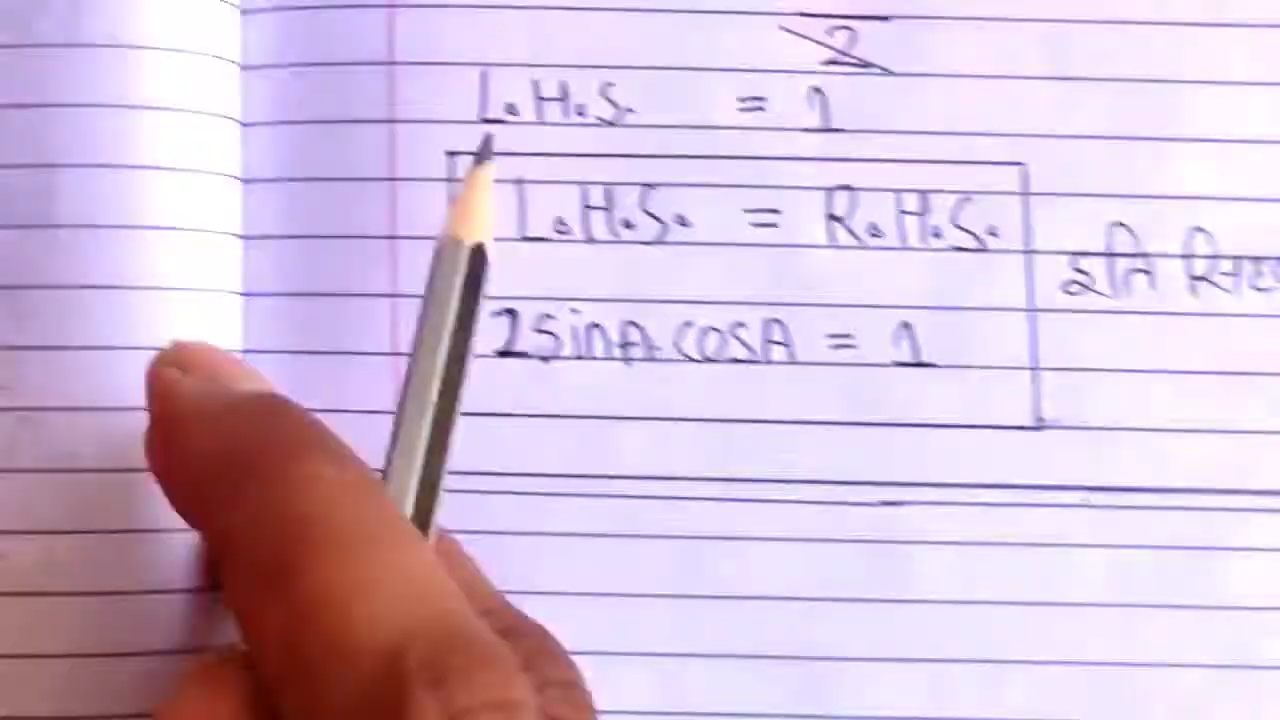 2
L.H.S. = 1
L.H.S. = R.H.S.
2sinA.cosA = 1